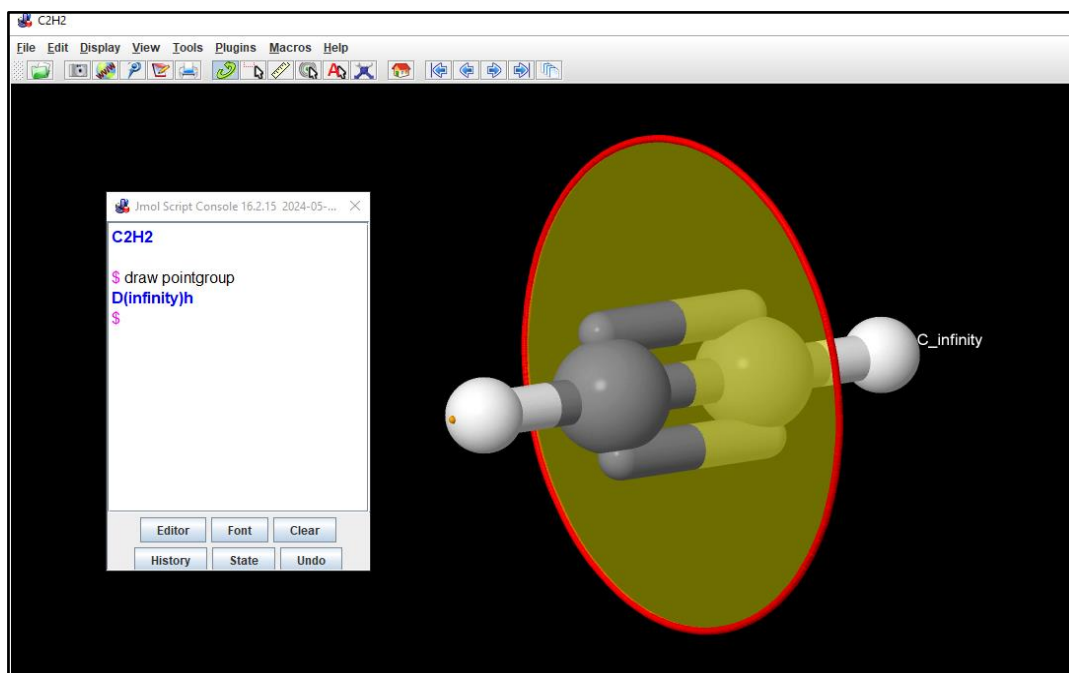 C2H2
File Edit Display View Tools Plugins Macros Help
Jmol Script Console 16.2.15 2024-05-...
C2H2
$ draw pointgroup
D(infinity)h
$
Editor Font Clear
History State Undo
C_infinity